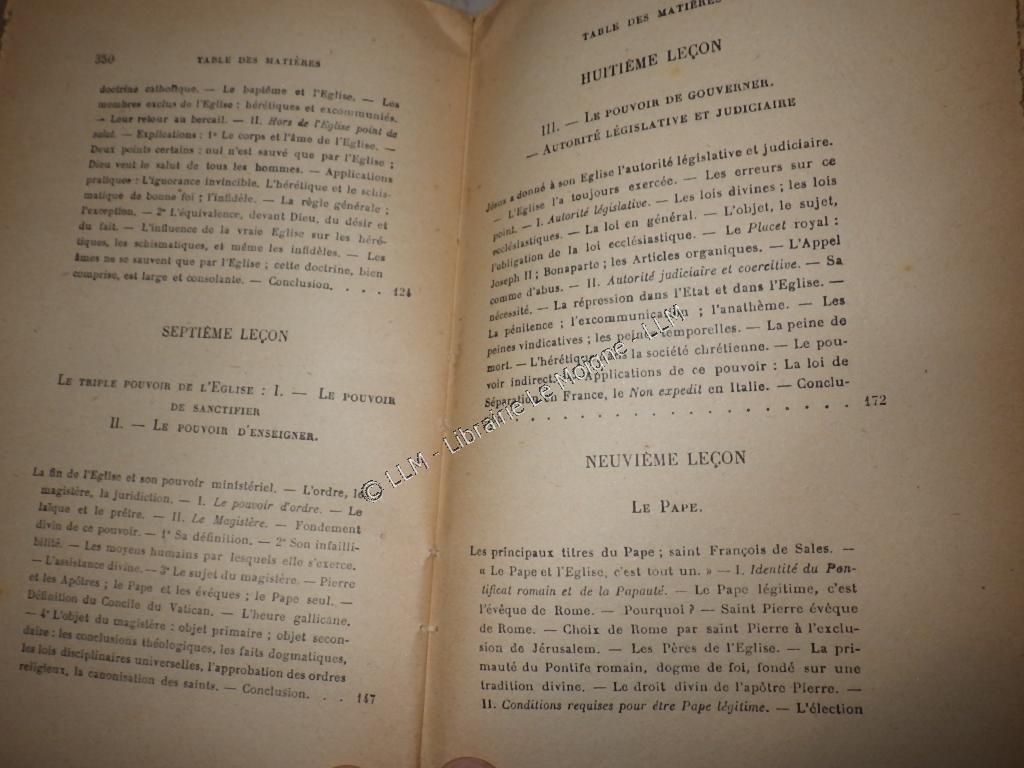 350
TABLE DES MATIÈRES
doctrine catholique. — Le baptême et l'Eglise. — Les
membres exclus de l'Eglise : hérétiques et excommuniés.
— Leur retour au bercail. — II. Hors de l'Eglise point de
salut. — Explications : 1° Le corps et l'âme de l'Eglise. —
Deux points certains : nul n'est sauvé que par l'Eglise ;
Dieu veut le salut de tous les hommes. — Applications
pratiques : L'ignorance invincible. L'hérétique et le schis-
matique de bonne foi ; l'infidèle. — La règle générale ;
l'exception. — 2° L'équivalence, devant Dieu, du désir et
du fait. — L'influence de la vraie Eglise sur les héré-
tiques, les schismatiques, et même les infidèles. — Les
âmes ne se sauvent que par l'Eglise ; cette doctrine, bien
comprise, est large et consolante. — Conclusion. . . . 124
SEPTIÈME LEÇON
LE TRIPLE POUVOIR DE L'EGLISE : I. — LE POUVOIR
DE SANCTIFIER
II. — LE POUVOIR D'ENSEIGNER.
La fin de l'Eglise et son pouvoir ministériel. — L'ordre, le
magistère, la juridiction. — I. Le pouvoir d'ordre. — Le
laïque et le prêtre. — II. Le Magistère. — Fondement
divin de ce pouvoir. — 1° Sa définition. — 2° Son infailli-
bilité. — Les moyens humains par lesquels elle s'exerce.
— L'assistance divine. — 3° Le sujet du magistère. — Pierre
et les Apôtres ; le Pape et les évêques ; le Pape seul. —
Définition du Concile du Vatican. — L'heure gallicane.
— 4° L'objet du magistère : objet primaire ; objet secon-
daire : les conclusions théologiques, les faits dogmatiques,
les lois disciplinaires universelles, l'approbation des ordres
religieux, la canonisation des saints. — Conclusion. . . 147
TABLE DES MATIÈRES
HUITIÈME LEÇON
III. — LE POUVOIR DE GOUVERNER.
— AUTORITÉ LÉGISLATIVE ET JUDICIAIRE
Jésus a donné à son Eglise l'autorité législative et judiciaire.
— L'Eglise l'a toujours exercée. — Les erreurs sur ce
point. — I. Autorité législative. — Les lois divines ; les lois
ecclésiastiques. — La loi en général. — L'objet, le sujet,
l'obligation de la loi ecclésiastique. — Le Placet royal :
Joseph II ; Bonaparte ; les Articles organiques. — L'Appel
comme d'abus. — II. Autorité judiciaire et coercitive. — Sa
nécessité. — La répression dans l'Etat et dans l'Eglise. —
La pénitence ; l'excommunication ; l'anathème. — Les
peines vindicatives ; les peines temporelles. — La peine de
mort. — L'hérétique dans la société chrétienne. — Le pou-
voir indirect. — Applications de ce pouvoir : La loi de
Séparation en France, le Non expedit en Italie. — Conclu-
. . . . . . . . . . . . . . . . . . . . 172
NEUVIÈME LEÇON
LE PAPE.
Les principaux titres du Pape ; saint François de Sales. —
« Le Pape et l'Eglise, c'est tout un. » — I. Identité du Pon-
tificat romain et de la Papauté. — Le Pape légitime, c'est
l'évêque de Rome. — Pourquoi ? — Saint Pierre évêque
de Rome. — Choix de Rome par saint Pierre à l'exclu-
sion de Jérusalem. — Les Pères de l'Eglise. — La pri-
mauté du Pontife romain, dogme de foi, fondé sur une
tradition divine. — Le droit divin de l'apôtre Pierre. —
II. Conditions requises pour être Pape légitime. — L'élection
© LLM - Librairie Le Moigne - LLM